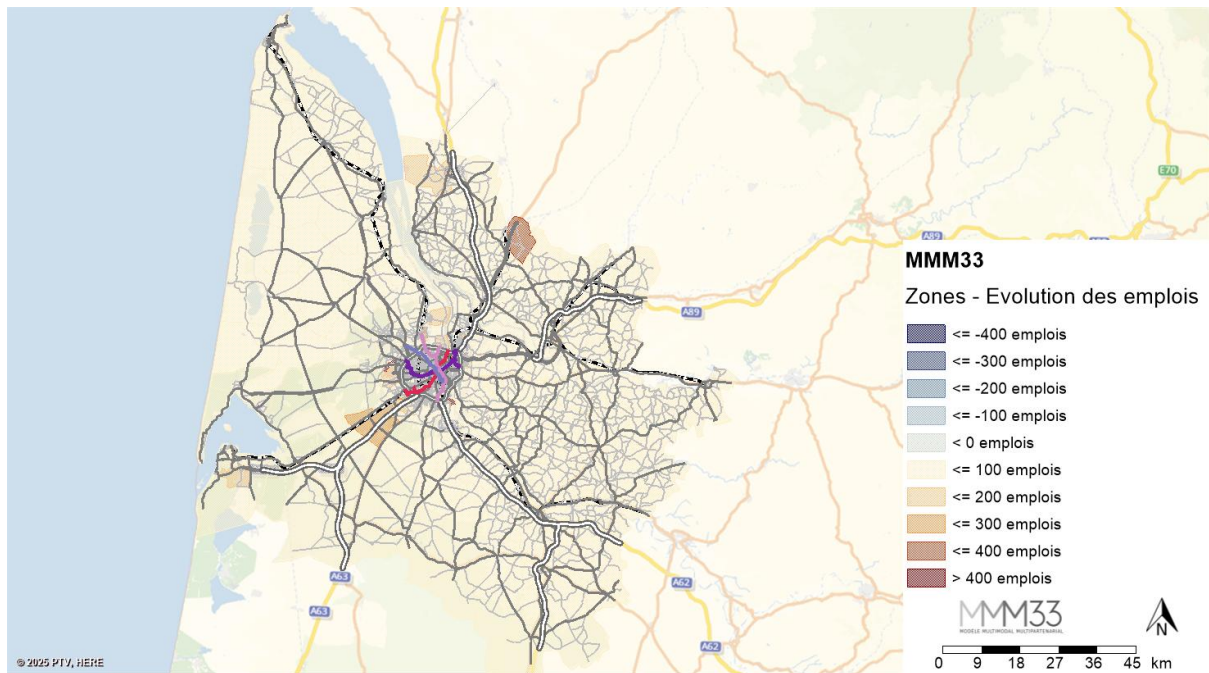 E70
A89
A89
MMM33
Zones - Evolution des emplois
<= -400 emplois
<= -300 emplois
<= -200 emplois
<= -100 emplois
< 0 emplois
<= 100 emplois
<= 200 emplois
<= 300 emplois
<= 400 emplois
> 400 emplois
A63
A63
A62
A62
MMM33
MODELE MULTIMODAL MULTIPARTENARIAL
N
0 9 18 27 36 45 km
© 2025 PTV, HERE